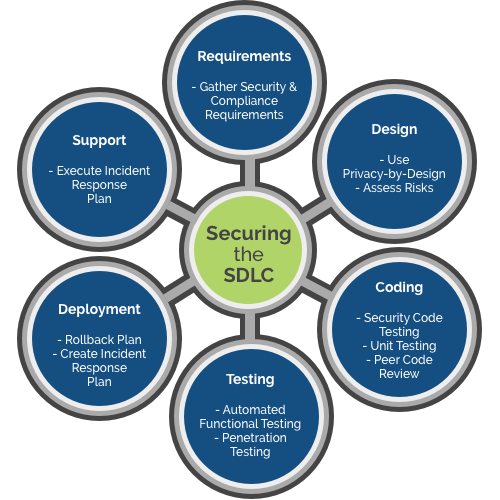 Requirements
- Gather Security &
Compliance
Requirements
Design
- Use
Privacy-by-Design
- Assess Risks
Coding
- Security Code
Testing
- Unit Testing
- Peer Code
Review
Testing
- Automated
Functional Testing
- Penetration
Testing
Deployment
- Rollback Plan
- Create Incident
Response
Plan
Support
- Execute Incident
Response
Plan
Securing
the
SDLC